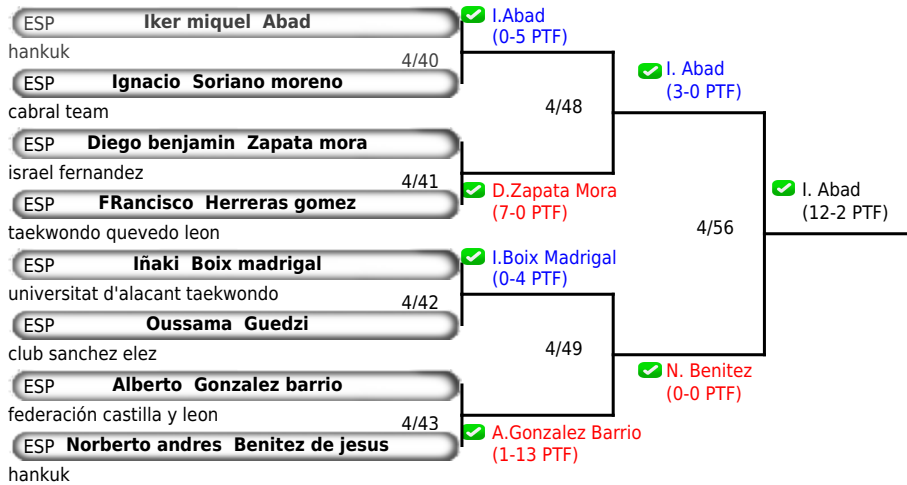 ESP Iker miquel Abad
hankuk
4/40
ESP Ignacio Soriano moreno
cabral team
ESP Diego benjamin Zapata mora
israel fernandez
4/41
ESP FRancisco Herreras gomez
taekwondo quevedo leon
ESP Iñaki Boix madrigal
universitat d'alacant taekwondo
4/42
ESP Oussama Guedzi
club sanchez elez
ESP Alberto Gonzalez barrio
federación castilla y leon
4/43
ESP Norberto andres Benitez de jesus
hankuk
I.Abad
(0-5 PTF)
4/48
D.Zapata Mora
(7-0 PTF)
I.Boix Madrigal
(0-4 PTF)
4/49
A.Gonzalez Barrio
(1-13 PTF)
I. Abad
(3-0 PTF)
4/56
N. Benitez
(0-0 PTF)
I. Abad
(12-2 PTF)